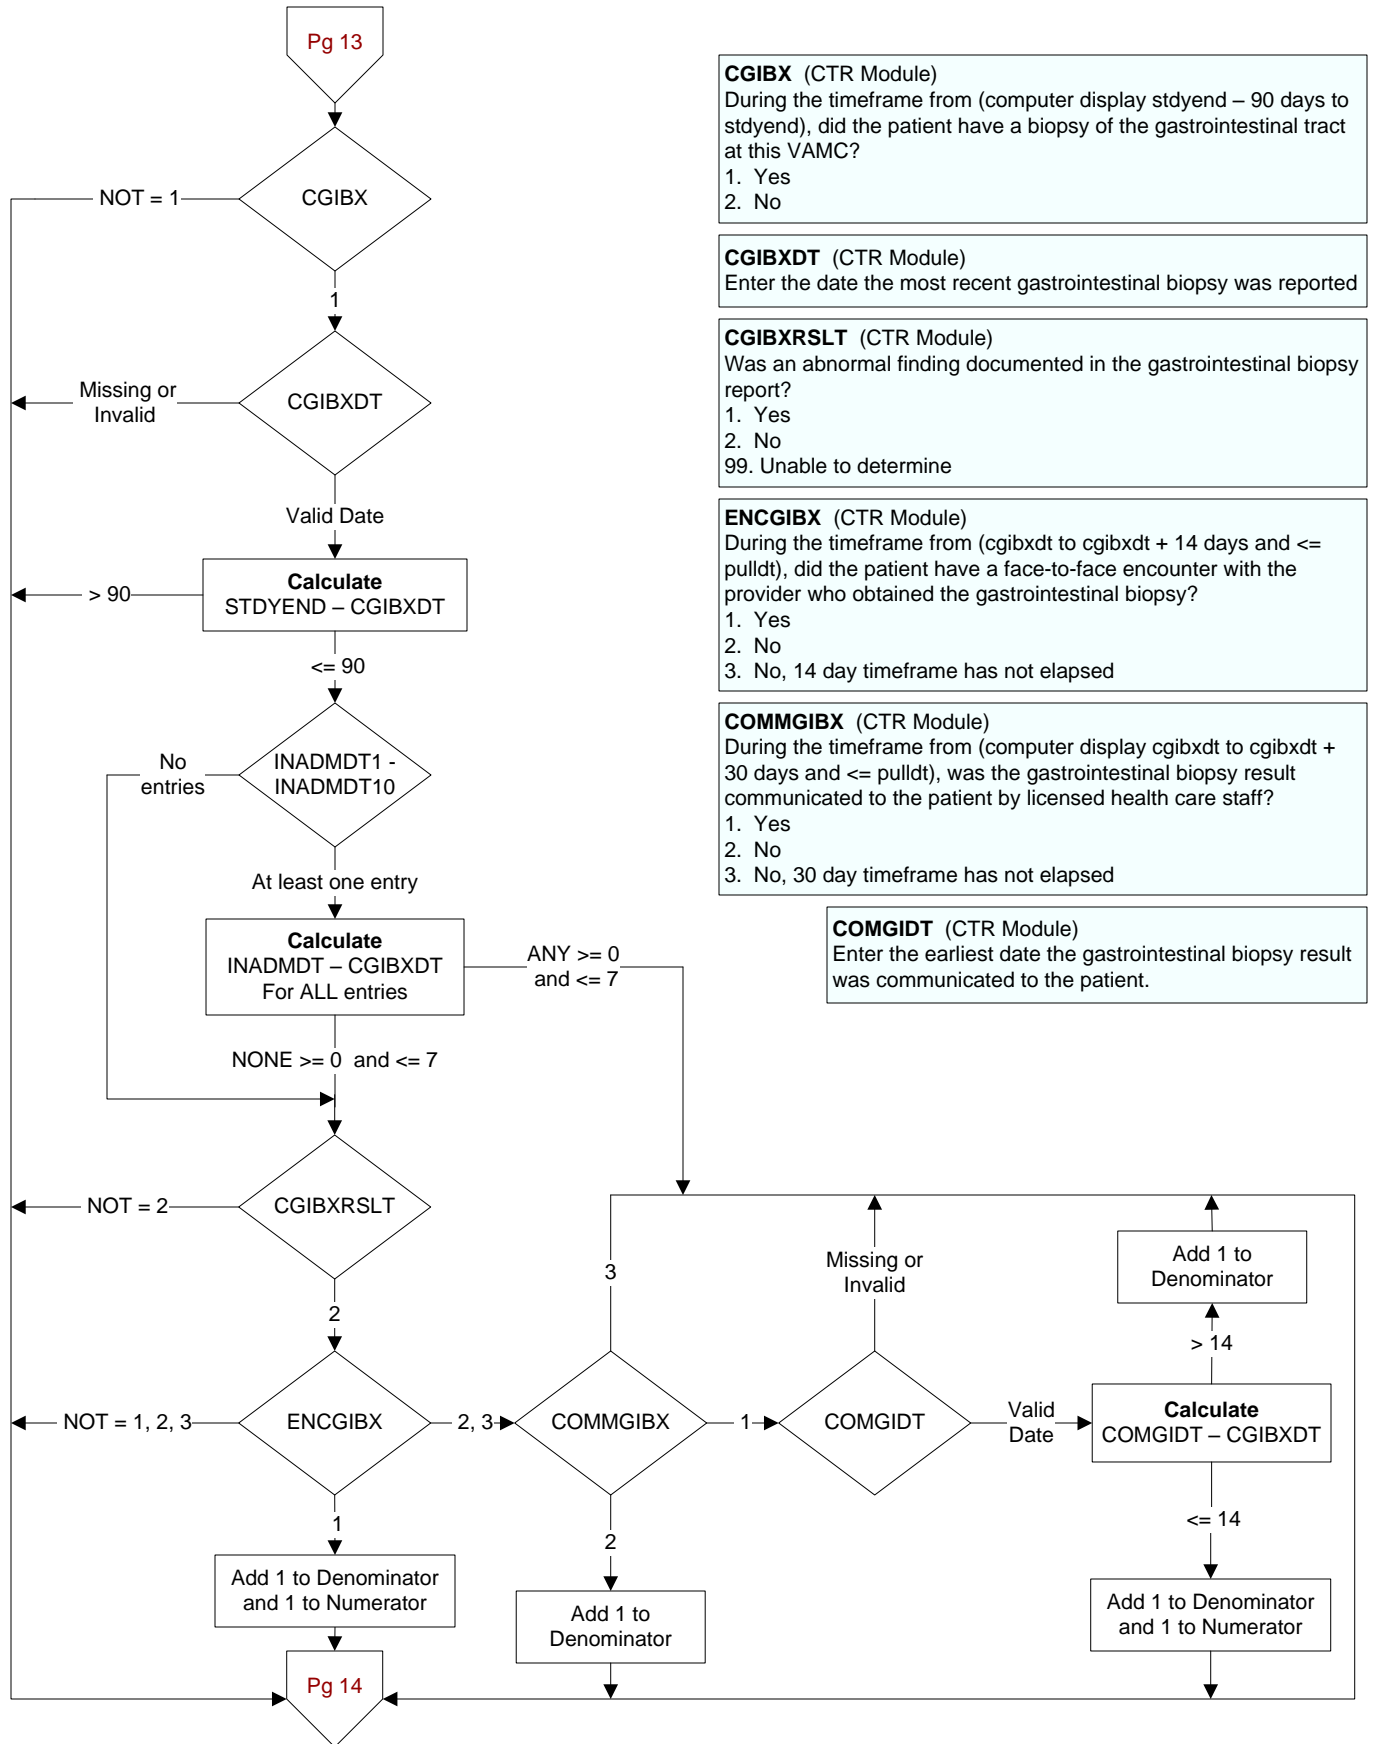 Pg 13
CGIBX (CTR Module)
During the timeframe from (computer display stdyend – 90 days to
stdyend), did the patient have a biopsy of the gastrointestinal tract
at this VAMC?
1. Yes
2. No
CGIBXDT (CTR Module)
Enter the date the most recent gastrointestinal biopsy was reported
CGIBXRSLT (CTR Module)
Was an abnormal finding documented in the gastrointestinal biopsy
report?
1. Yes
2. No
99. Unable to determine
ENCGIBX (CTR Module)
During the timeframe from (cgibxdt to cgibxdt + 14 days and <=
pulldt), did the patient have a face-to-face encounter with the
provider who obtained the gastrointestinal biopsy?
1. Yes
2. No
3. No, 14 day timeframe has not elapsed
COMMGIBX (CTR Module)
During the timeframe from (computer display cgibxdt to cgibxdt +
30 days and <= pulldt), was the gastrointestinal biopsy result
communicated to the patient by licensed health care staff?
1. Yes
2. No
3. No, 30 day timeframe has not elapsed
COMGIDT (CTR Module)
Enter the earliest date the gastrointestinal biopsy result
was communicated to the patient.
NOT = 1
CGIBX
1
Missing or
Invalid
CGIBXDT
Valid Date
> 90
Calculate
STDYEND – CGIBXDT
<= 90
No
entries
INADMDT1 -
INADMDT10
At least one entry
Calculate
INADMDT – CGIBXDT
For ALL entries
ANY >= 0
and <= 7
NONE >= 0 and <= 7
NOT = 2
CGIBXRSLT
2
3
Missing or
Invalid
Add 1 to
Denominator
> 14
NOT = 1, 2, 3
ENCGIBX
2, 3
COMMGIBX
1
COMGIDT
Valid
Date
Calculate
COMGIDT – CGIBXDT
1
2
<= 14
Add 1 to Denominator
and 1 to Numerator
Add 1 to
Denominator
Add 1 to Denominator
and 1 to Numerator
Pg 14